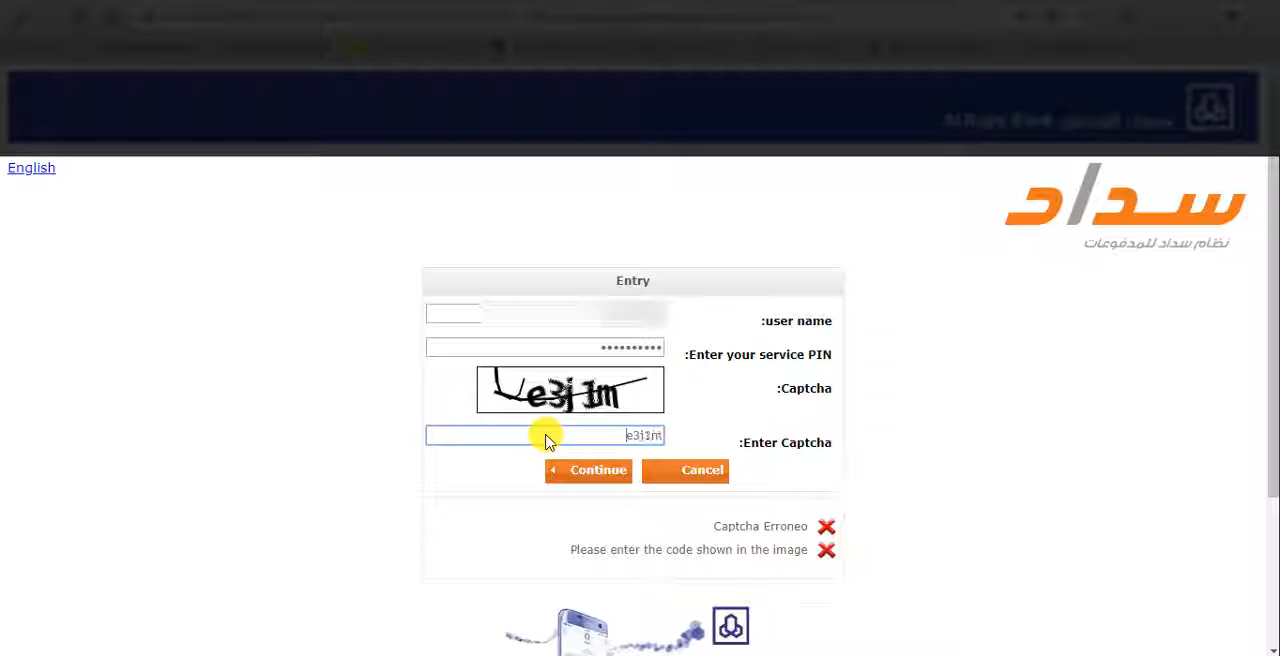 English
سداد
نظام سداد للمدفوعات
Entry
:user name
:Enter your service PIN
:Captcha
e3j1m
:Enter Captcha
Continue
Cancel
Captcha Erroneo
Please enter the code shown in the image